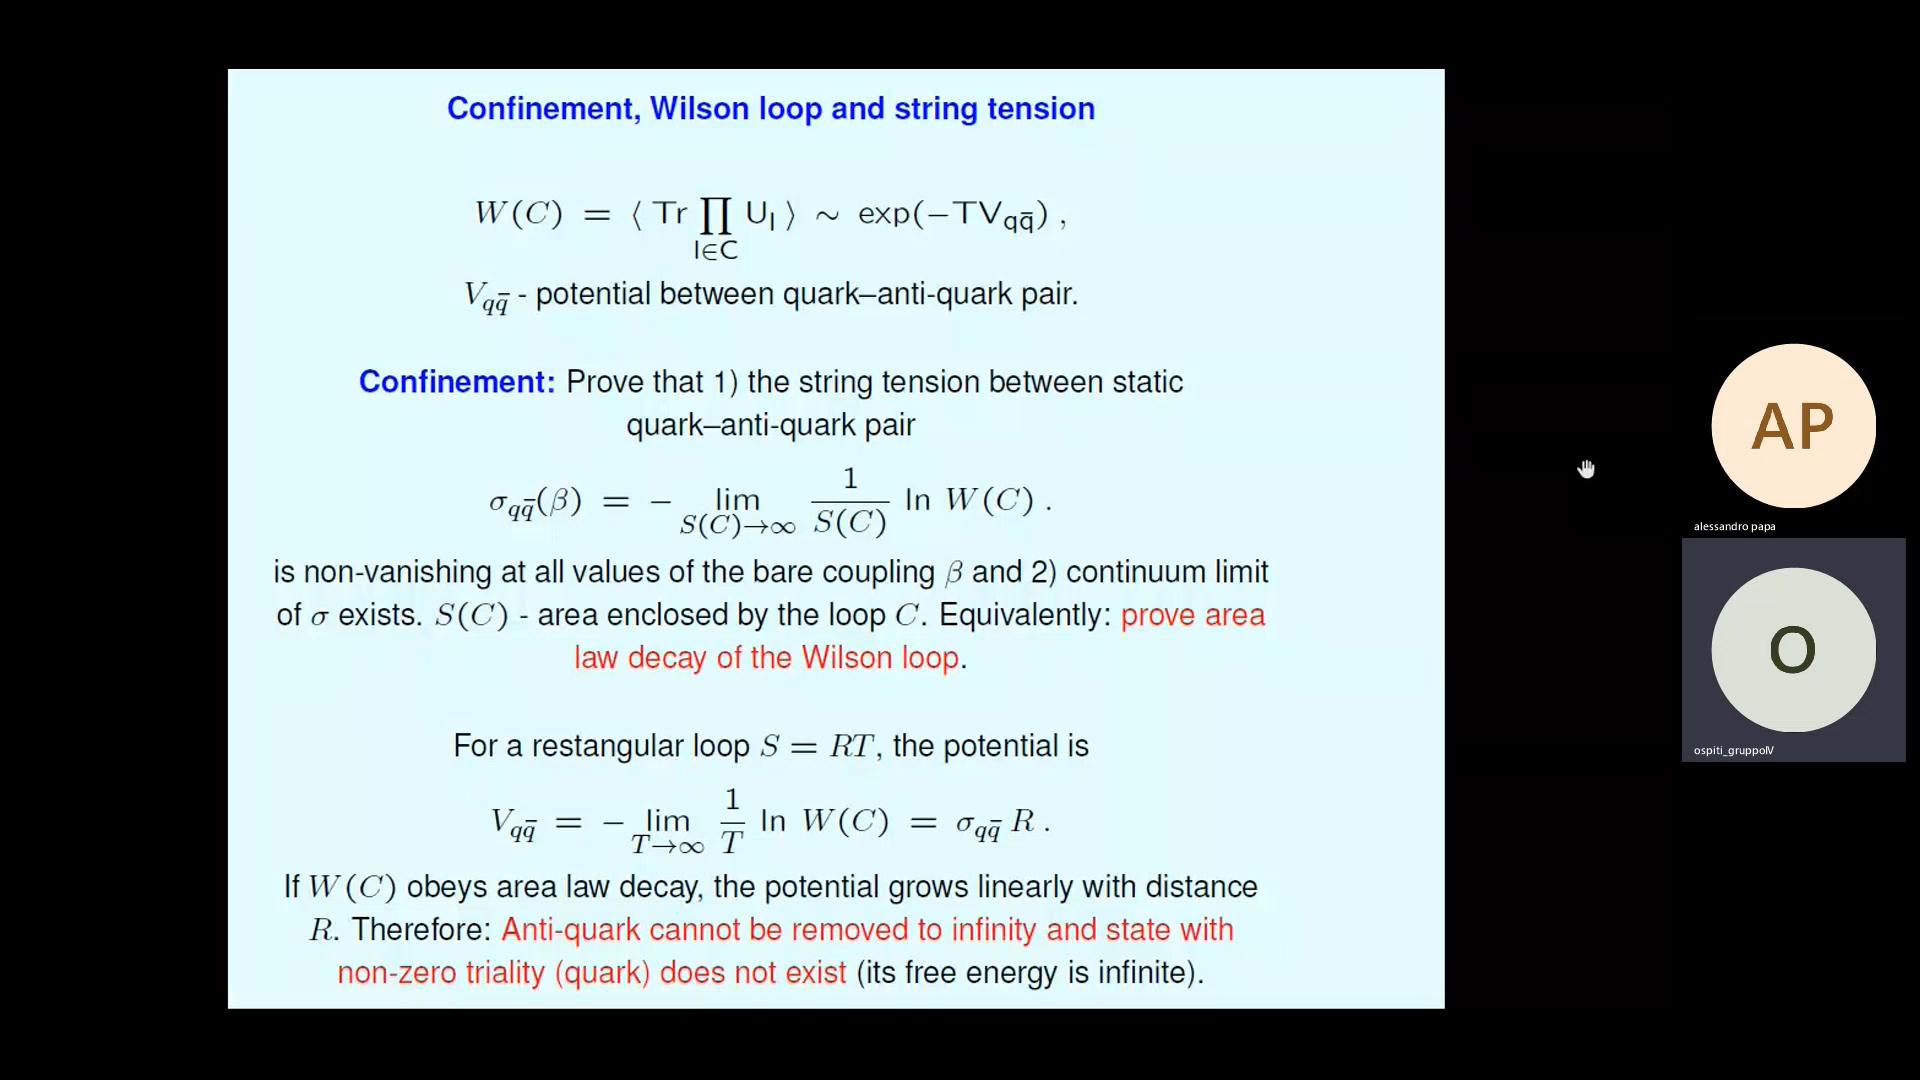 Confinement, Wilson loop and string tension
W(C) = ⟨ Tr ∏_{l∈C} U_l ⟩ ∼ exp(−TV_{qq̄}) ,
V_{qq̄} - potential between quark–anti-quark pair.
Confinement: Prove that 1) the string tension between static
quark–anti-quark pair
σ_{qq̄}(β) = − lim_{S(C)→∞} 1/S(C) ln W(C) .
is non-vanishing at all values of the bare coupling β and 2) continuum limit
of σ exists. S(C) - area enclosed by the loop C. Equivalently: prove area
law decay of the Wilson loop.
For a restangular loop S = RT, the potential is
V_{qq̄} = − lim_{T→∞} 1/T ln W(C) = σ_{qq̄} R .
If W(C) obeys area law decay, the potential grows linearly with distance
R. Therefore: Anti-quark cannot be removed to infinity and state with
non-zero triality (quark) does not exist (its free energy is infinite).
AP
alessandro papa
O
ospiti_gruppoIV